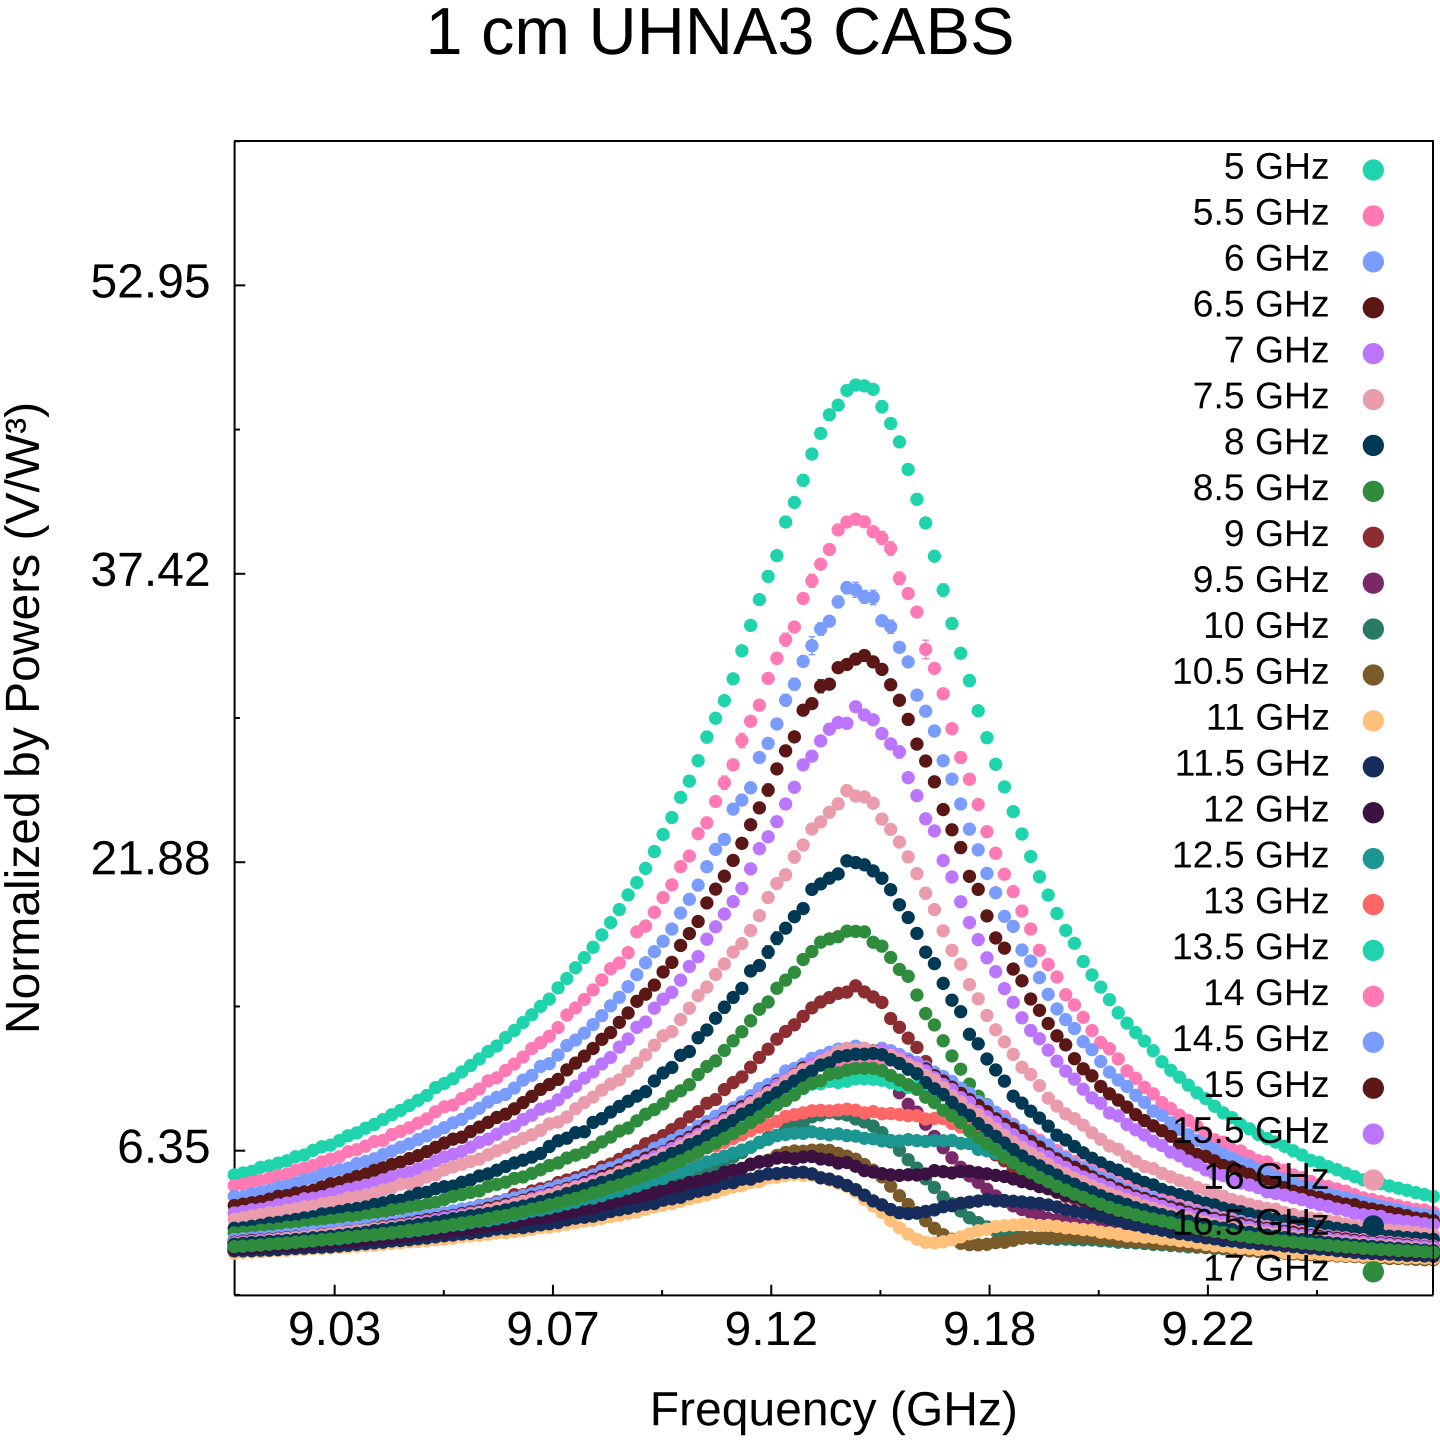 1 cm UHNA3 CABS
Normalized by Powers (V/W³)
52.95
37.42
21.88
6.35
5 GHz
5.5 GHz
6 GHz
6.5 GHz
7 GHz
7.5 GHz
8 GHz
8.5 GHz
9 GHz
9.5 GHz
10 GHz
10.5 GHz
11 GHz
11.5 GHz
12 GHz
12.5 GHz
13 GHz
13.5 GHz
14 GHz
14.5 GHz
15 GHz
15.5 GHz
16 GHz
16.5 GHz
17 GHz
9.03 9.07 9.12 9.18 9.22
Frequency (GHz)